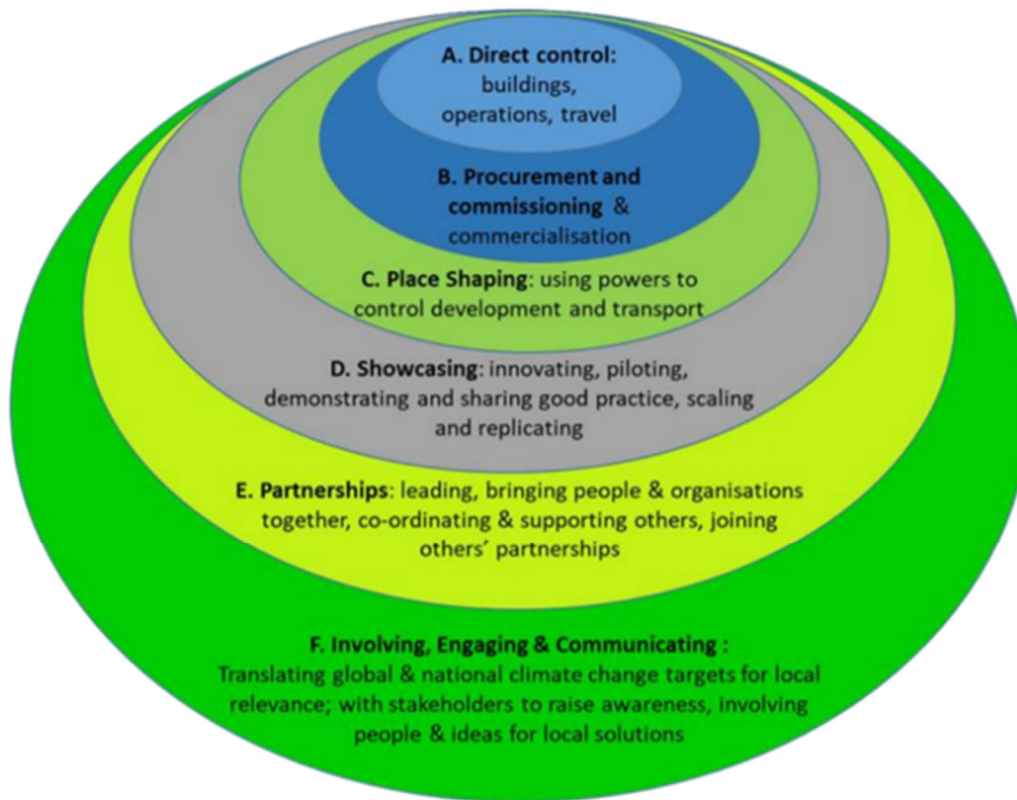 A. Direct control:
buildings,
operations, travel
B. Procurement and
commissioning &
commercialisation
C. Place Shaping: using powers to
control development and transport
D. Showcasing: innovating, piloting,
demonstrating and sharing good practice, scaling
and replicating
E. Partnerships: leading, bringing people & organisations
together, co-ordinating & supporting others, joining
others´ partnerships
F. Involving, Engaging & Communicating :
Translating global & national climate change targets for local
relevance; with stakeholders to raise awareness, involving
people & ideas for local solutions